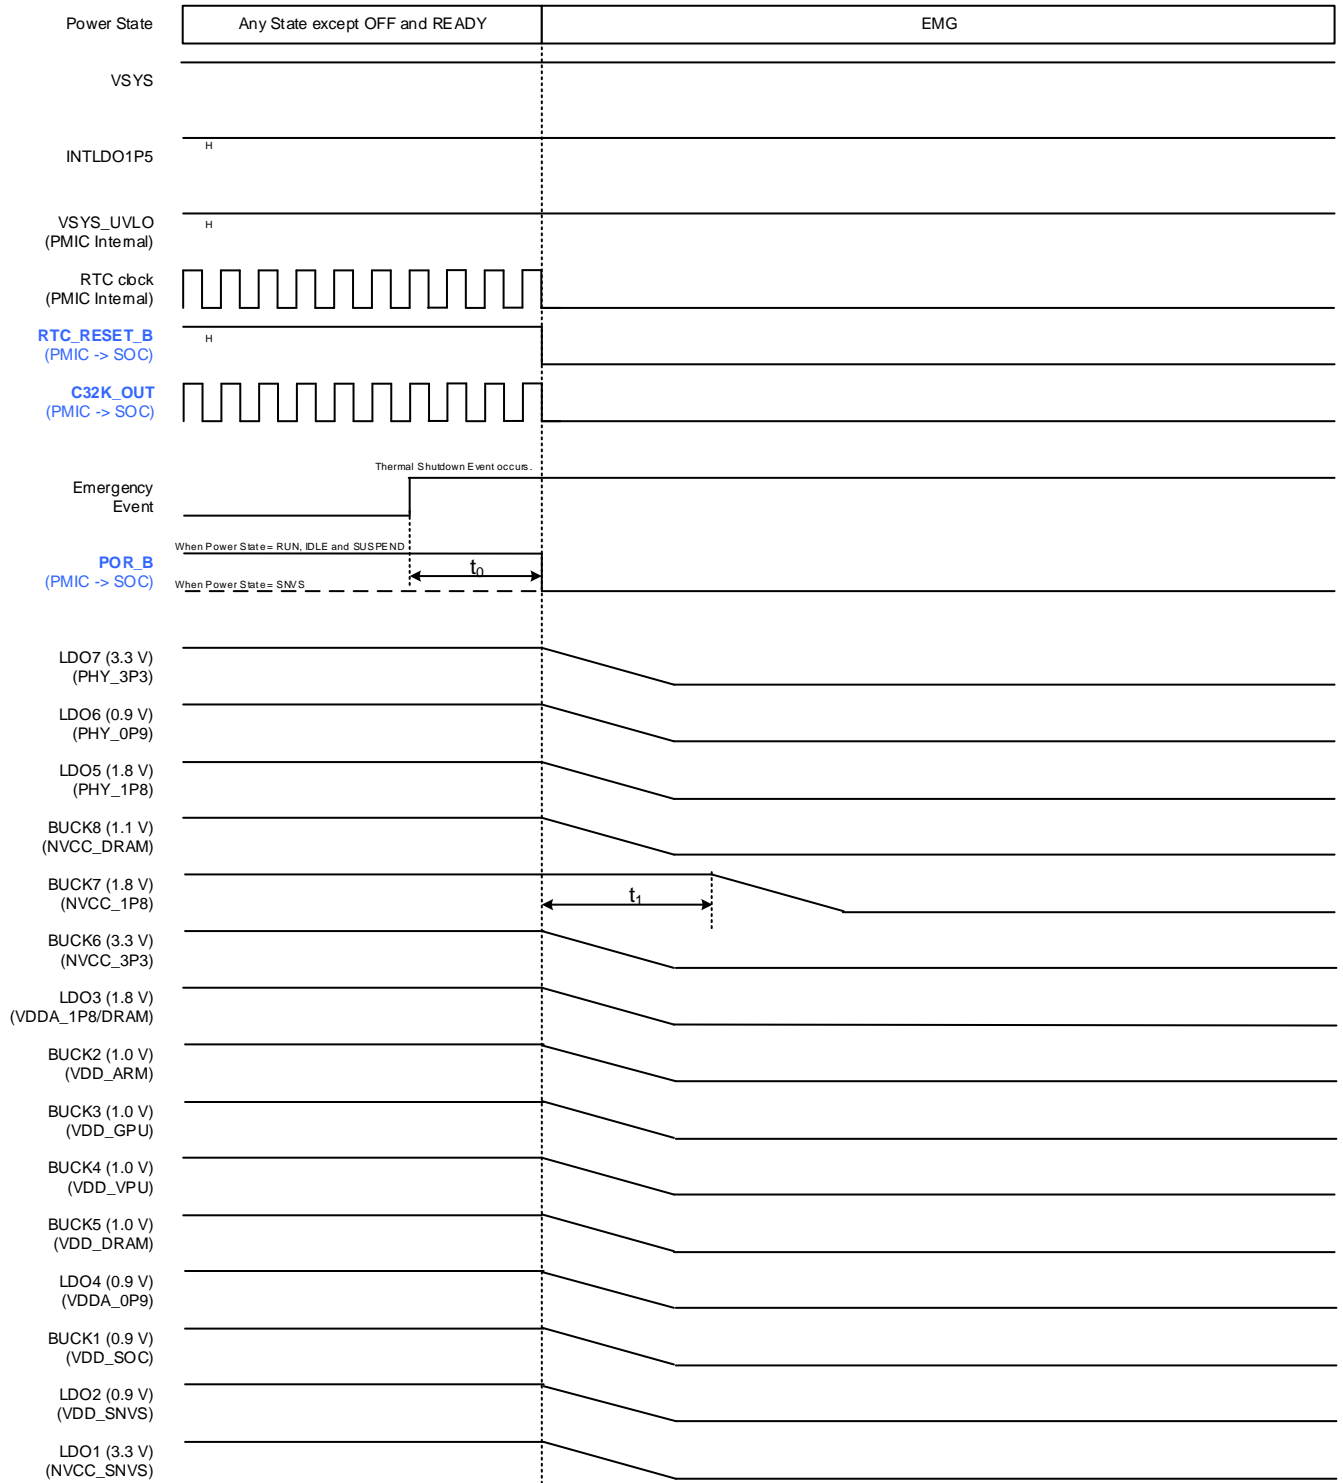 Power State
Any State except OFF and READY
EMG
VSYS
INTLDO1P5
H
VSYS_UVLO
(PMIC Internal)
H
RTC clock
(PMIC Internal)
RTC_RESET_B
(PMIC -> SOC)
H
C32K_OUT
(PMIC -> SOC)
Thermal Shutdown Event occurs.
Emergency
Event
When Power State= RUN, IDLE and SUSPEND
POR_B
(PMIC -> SOC)
t0
When Power State= SNVS
LDO7 (3.3 V)
(PHY_3P3)
LDO6 (0.9 V)
(PHY_0P9)
LDO5 (1.8 V)
(PHY_1P8)
BUCK8 (1.1 V)
(NVCC_DRAM)
BUCK7 (1.8 V)
(NVCC_1P8)
t1
BUCK6 (3.3 V)
(NVCC_3P3)
LDO3 (1.8 V)
(VDDA_1P8/DRAM)
BUCK2 (1.0 V)
(VDD_ARM)
BUCK3 (1.0 V)
(VDD_GPU)
BUCK4 (1.0 V)
(VDD_VPU)
BUCK5 (1.0 V)
(VDD_DRAM)
LDO4 (0.9 V)
(VDDA_0P9)
BUCK1 (0.9 V)
(VDD_SOC)
LDO2 (0.9 V)
(VDD_SNVS)
LDO1 (3.3 V)
(NVCC_SNVS)